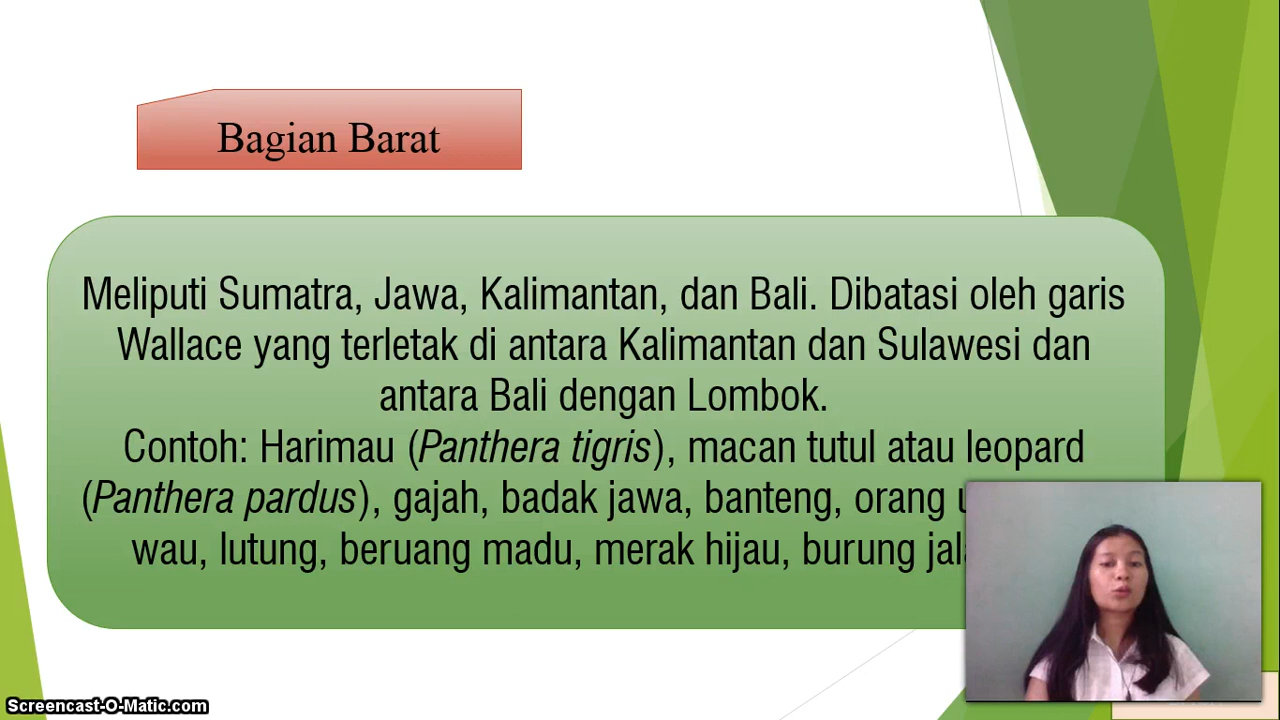 Bagian Barat
Meliputi Sumatra, Jawa, Kalimantan, dan Bali. Dibatasi oleh garis
Wallace yang terletak di antara Kalimantan dan Sulawesi dan
antara Bali dengan Lombok.
Contoh: Harimau (Panthera tigris), macan tutul atau leopard
(Panthera pardus), gajah, badak jawa, banteng, orang
wau, lutung, beruang madu, merak hijau, burung
Screencast-O-Matic.com